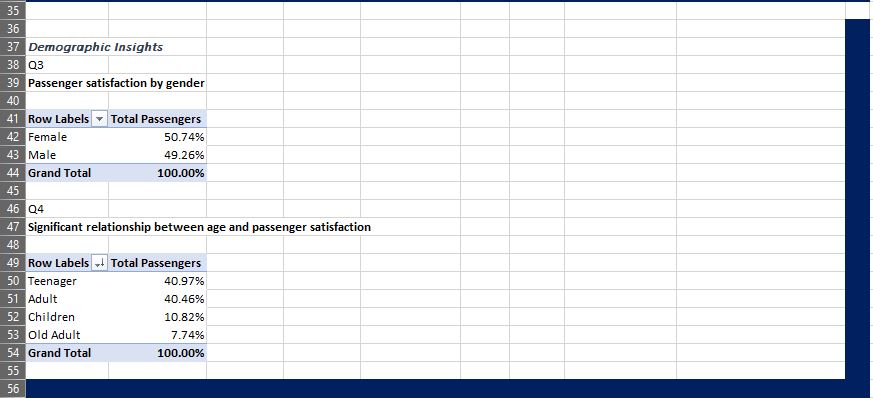 35
36
37 Demographic Insights
38 Q3
39 Passenger satisfaction by gender
40
41 Row Labels Total Passengers
42 Female 50.74%
43 Male 49.26%
44 Grand Total 100.00%
45
46 Q4
47 Significant relationship between age and passenger satisfaction
48
49 Row Labels Total Passengers
50 Teenager 40.97%
51 Adult 40.46%
52 Children 10.82%
53 Old Adult 7.74%
54 Grand Total 100.00%
55
56